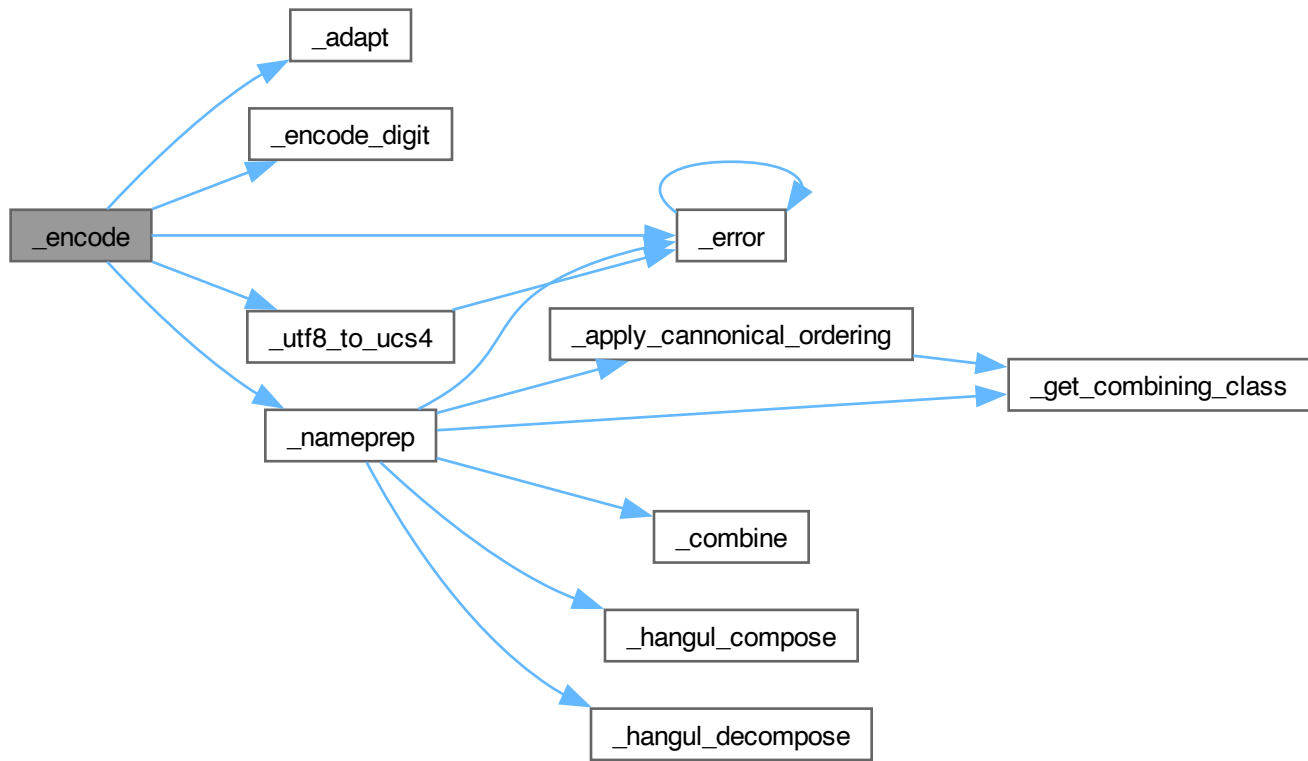 _adapt
_encode_digit
_encode
_error
_utf8_to_ucs4
_apply_cannonical_ordering
_get_combining_class
_nameprep
_combine
_hangul_compose
_hangul_decompose